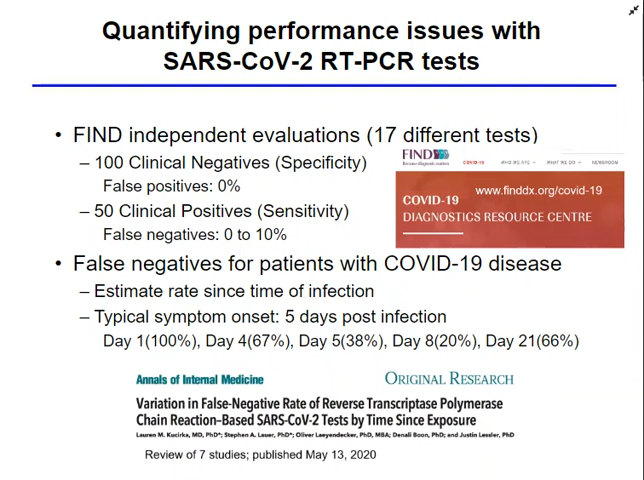 Quantifying performance issues with
SARS-CoV-2 RT-PCR tests
• FIND independent evaluations (17 different tests)
– 100 Clinical Negatives (Specificity)
False positives: 0%
– 50 Clinical Positives (Sensitivity)
False negatives: 0 to 10%
FIND
COVID-19 WHO WE ARE WHAT WE DO NEWSROOM
www.finddx.org/covid-19
COVID-19
DIAGNOSTICS RESOURCE CENTRE
• False negatives for patients with COVID-19 disease
– Estimate rate since time of infection
– Typical symptom onset: 5 days post infection
Day 1(100%), Day 4(67%), Day 5(38%), Day 8(20%), Day 21(66%)
Annals of Internal Medicine ORIGINAL RESEARCH
Variation in False-Negative Rate of Reverse Transcriptase Polymerase
Chain Reaction–Based SARS-CoV-2 Tests by Time Since Exposure
Lauren M. Kucirka, MD, PhD*; Stephen A. Lauer, PhD*; Oliver Laeyendecker, PhD, MBA; Denali Boon, PhD; and Justin Lessler, PhD
Review of 7 studies; published May 13, 2020